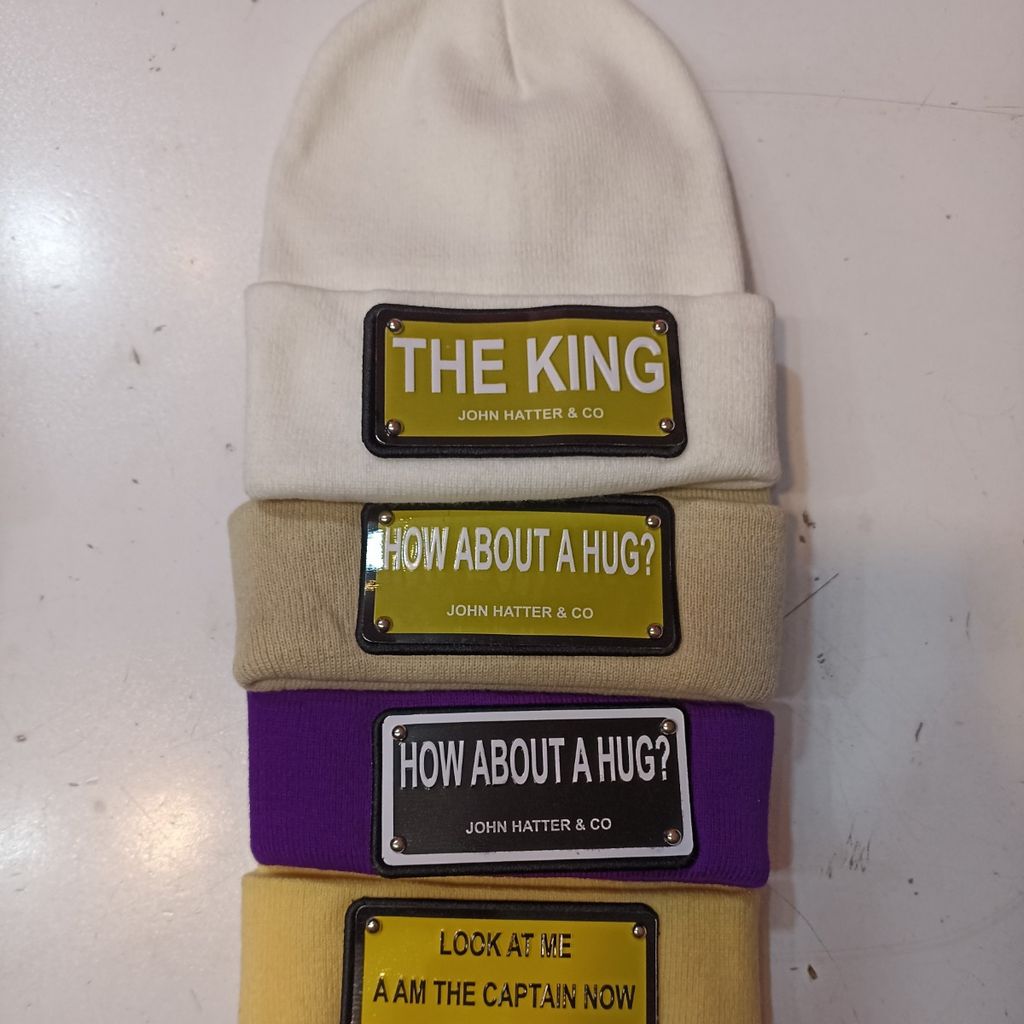 THE KING
JOHN HATTER & CO
HOW ABOUT A HUG?
JOHN HATTER & CO
HOW ABOUT A HUG?
JOHN HATTER & CO
LOOK AT ME
A AM THE CAPTAIN NOW